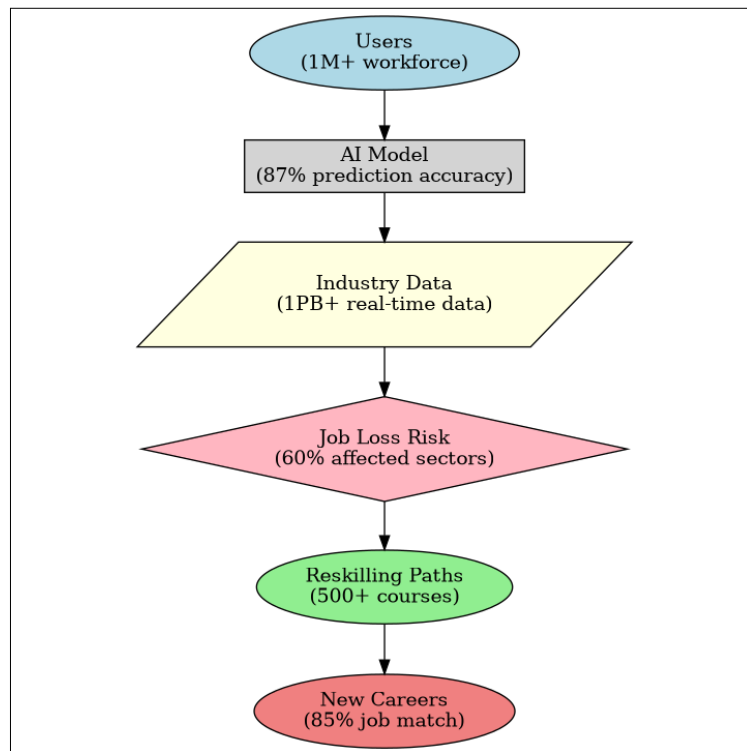 Users
(1M+ workforce)
AI Model
(87% prediction accuracy)
Industry Data
(1PB+ real-time data)
Job Loss Risk
(60% affected sectors)
Reskilling Paths
(500+ courses)
New Careers
(85% job match)